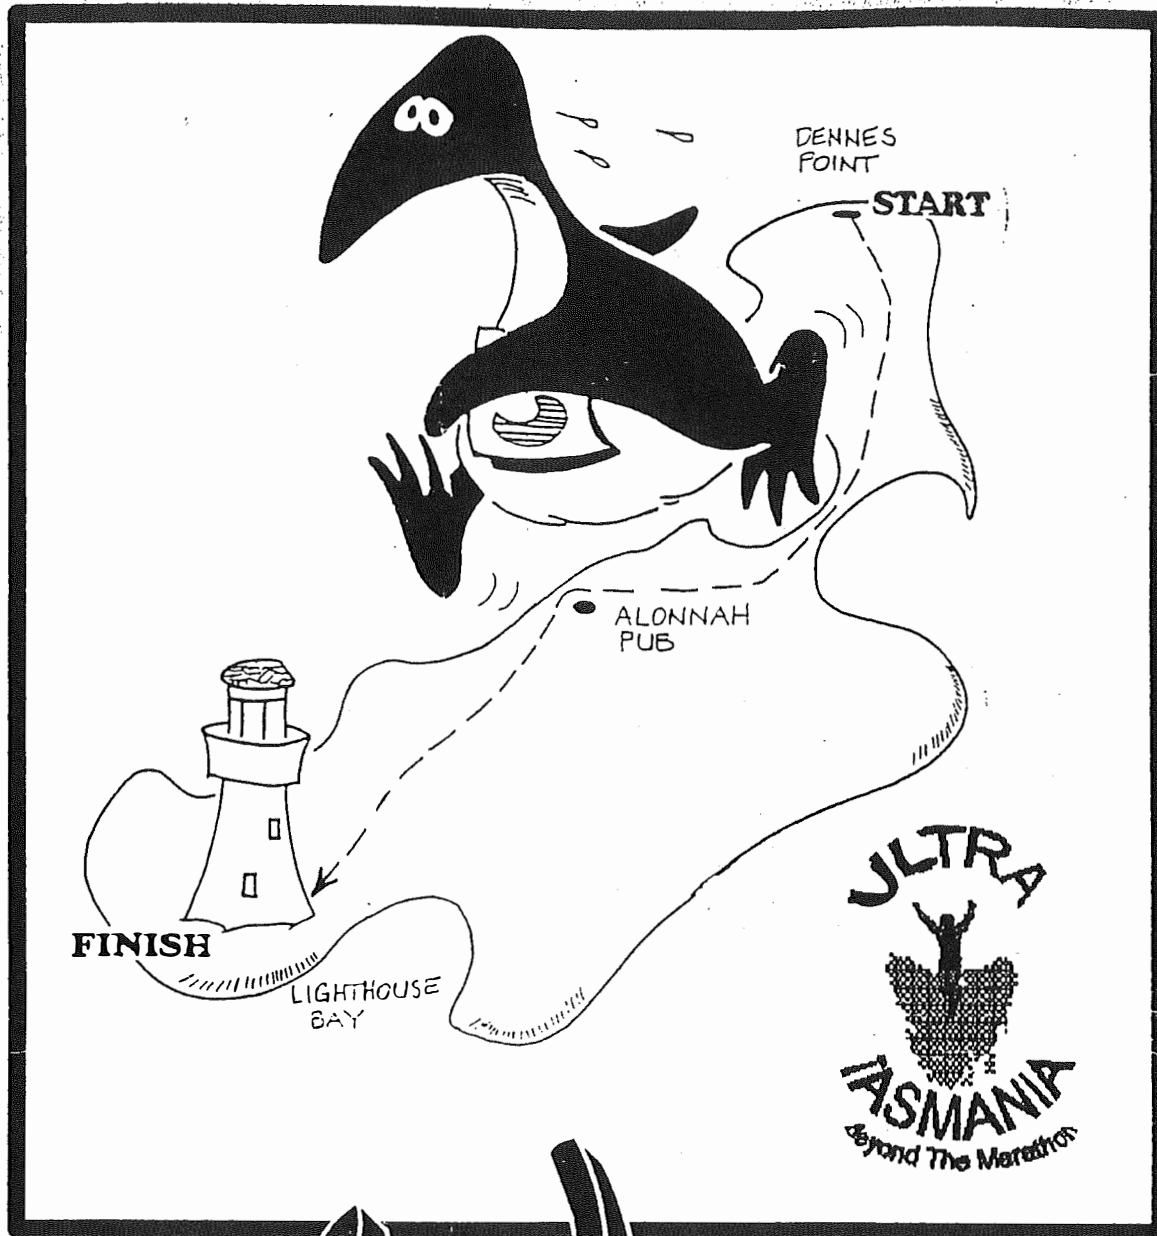 DENNES
POINT
START
ALONNAH
PUB
FINISH
LIGHTHOUSE
BAY
ULTRA
TASMANIA
Beyond The Marathon